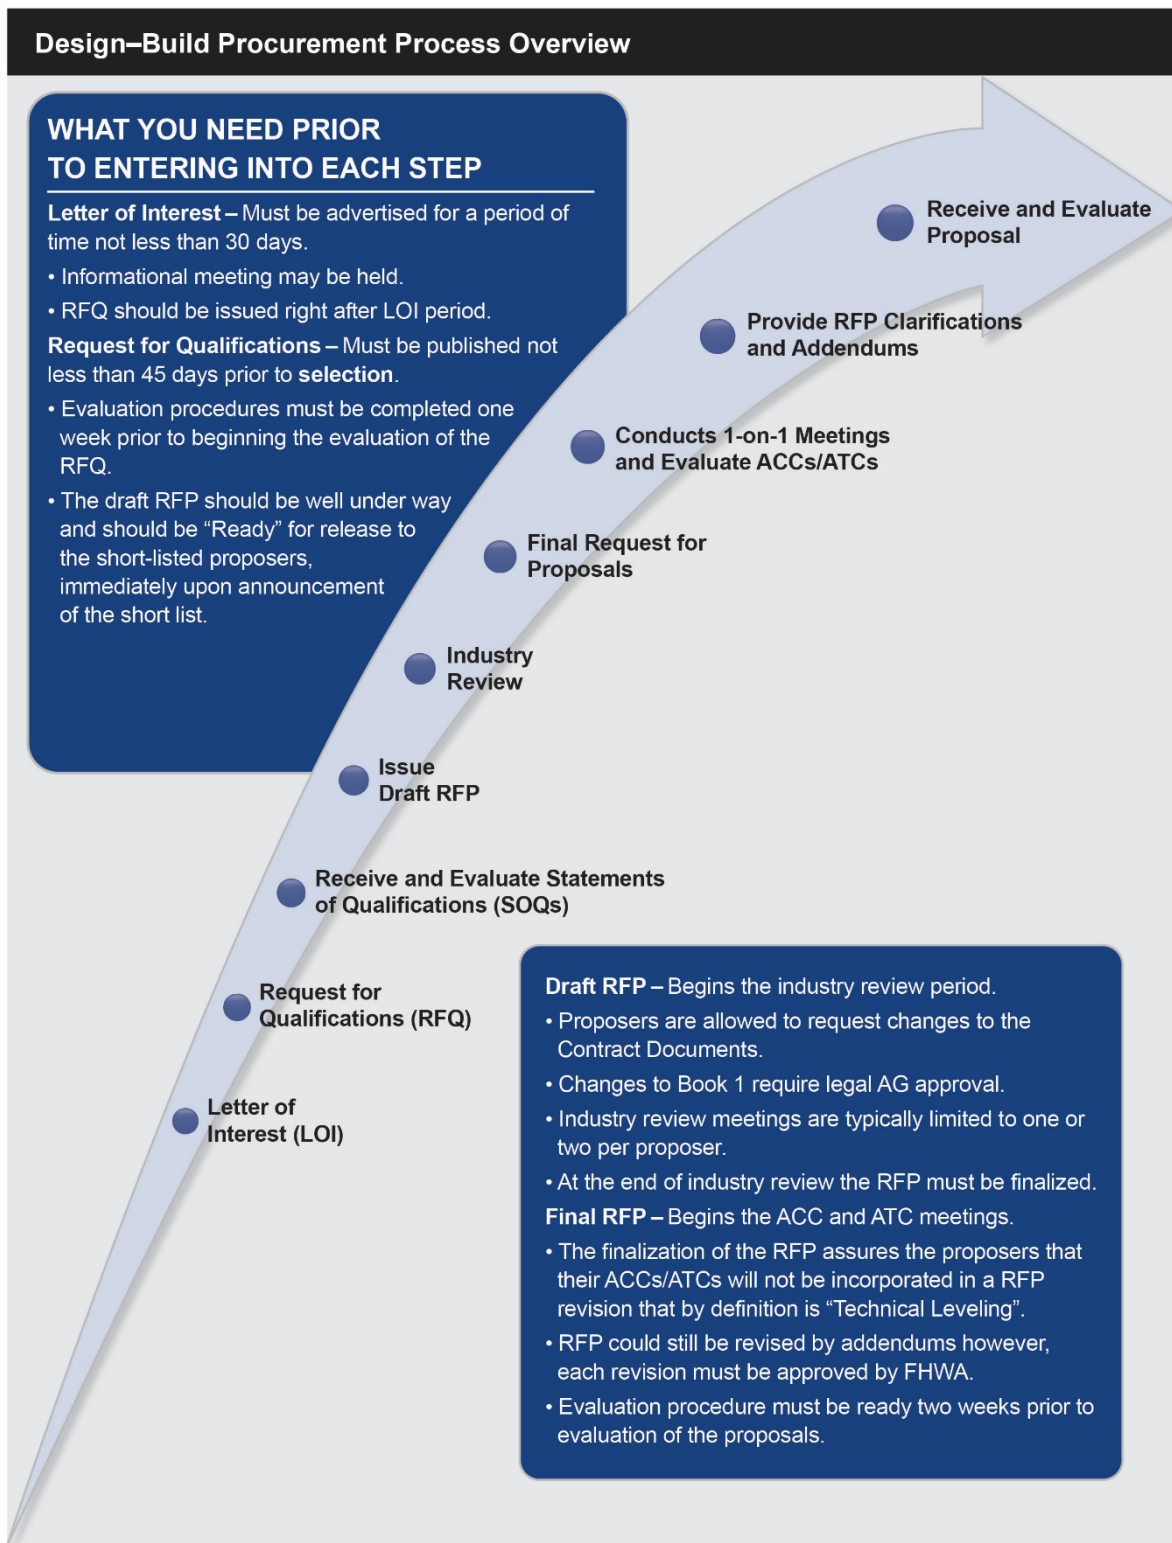 Design–Build Procurement Process Overview
WHAT YOU NEED PRIOR
TO ENTERING INTO EACH STEP
Letter of Interest – Must be advertised for a period of
time not less than 30 days.
• Informational meeting may be held.
• RFQ should be issued right after LOI period.
Request for Qualifications – Must be published not
less than 45 days prior to selection.
• Evaluation procedures must be completed one
week prior to beginning the evaluation of the
RFQ.
• The draft RFP should be well under way
and should be “Ready” for release to
the short-listed proposers,
immediately upon announcement
of the short list.
Receive and Evaluate
Proposal
Provide RFP Clarifications
and Addendums
Conducts 1-on-1 Meetings
and Evaluate ACCs/ATCs
Final Request for
Proposals
Industry
Review
Issue
Draft RFP
Receive and Evaluate Statements
of Qualifications (SOQs)
Request for
Qualifications (RFQ)
Letter of
Interest (LOI)
Draft RFP – Begins the industry review period.
• Proposers are allowed to request changes to the
Contract Documents.
• Changes to Book 1 require legal AG approval.
• Industry review meetings are typically limited to one or
two per proposer.
• At the end of industry review the RFP must be finalized.
Final RFP – Begins the ACC and ATC meetings.
• The finalization of the RFP assures the proposers that
their ACCs/ATCs will not be incorporated in a RFP
revision that by definition is “Technical Leveling”.
• RFP could still be revised by addendums however,
each revision must be approved by FHWA.
• Evaluation procedure must be ready two weeks prior to
evaluation of the proposals.